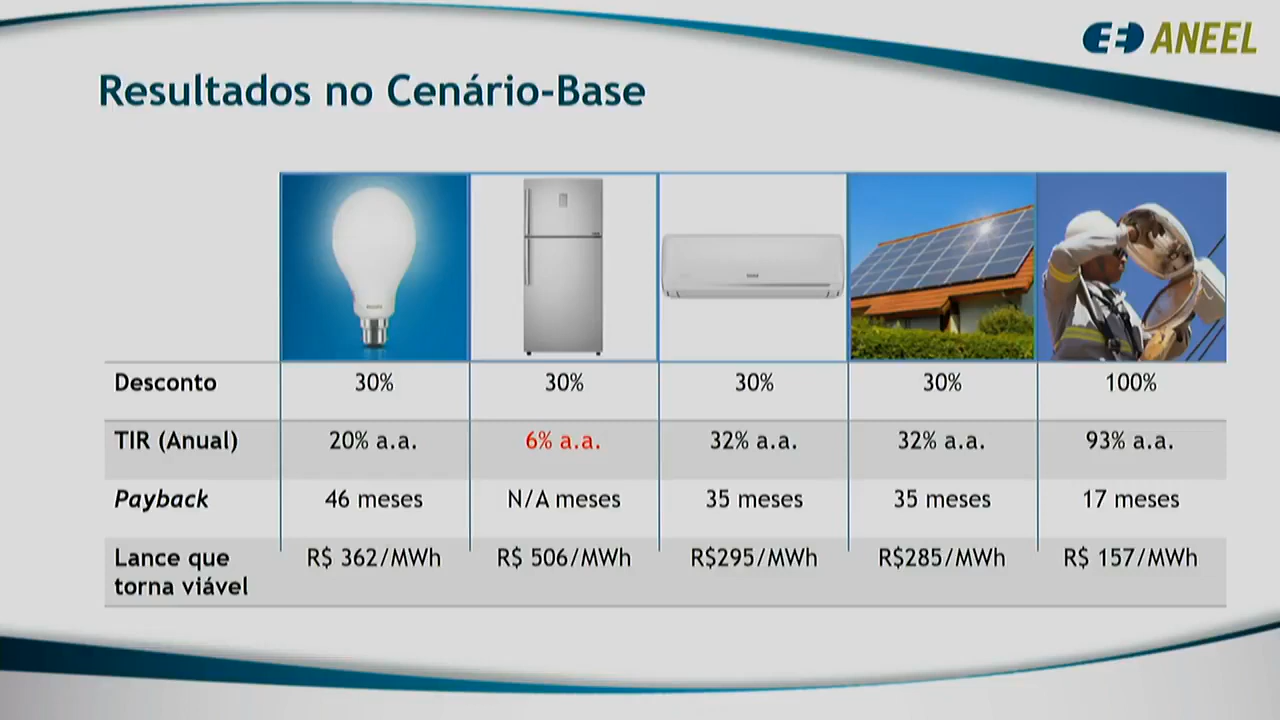 ANEEL
Resultados no Cenário-Base
Desconto 30% 30% 30% 30% 100%
TIR (Anual) 20% a.a. 6% a.a. 32% a.a. 32% a.a. 93% a.a.
Payback 46 meses N/A meses 35 meses 35 meses 17 meses
Lance que torna viável R$ 362/MWh R$ 506/MWh R$295/MWh R$285/MWh R$ 157/MWh